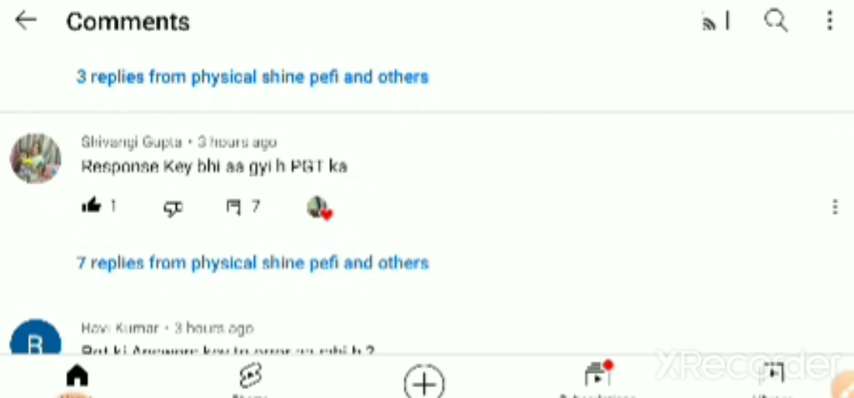 Comments
3 replies from physical shine pefi and others
Shivangi Gupta • 3 hours ago
Response Key bhi aa gyi h PGT ka
1
7
7 replies from physical shine pefi and others
Ravi Kumar • 3 hours ago
XRecorder